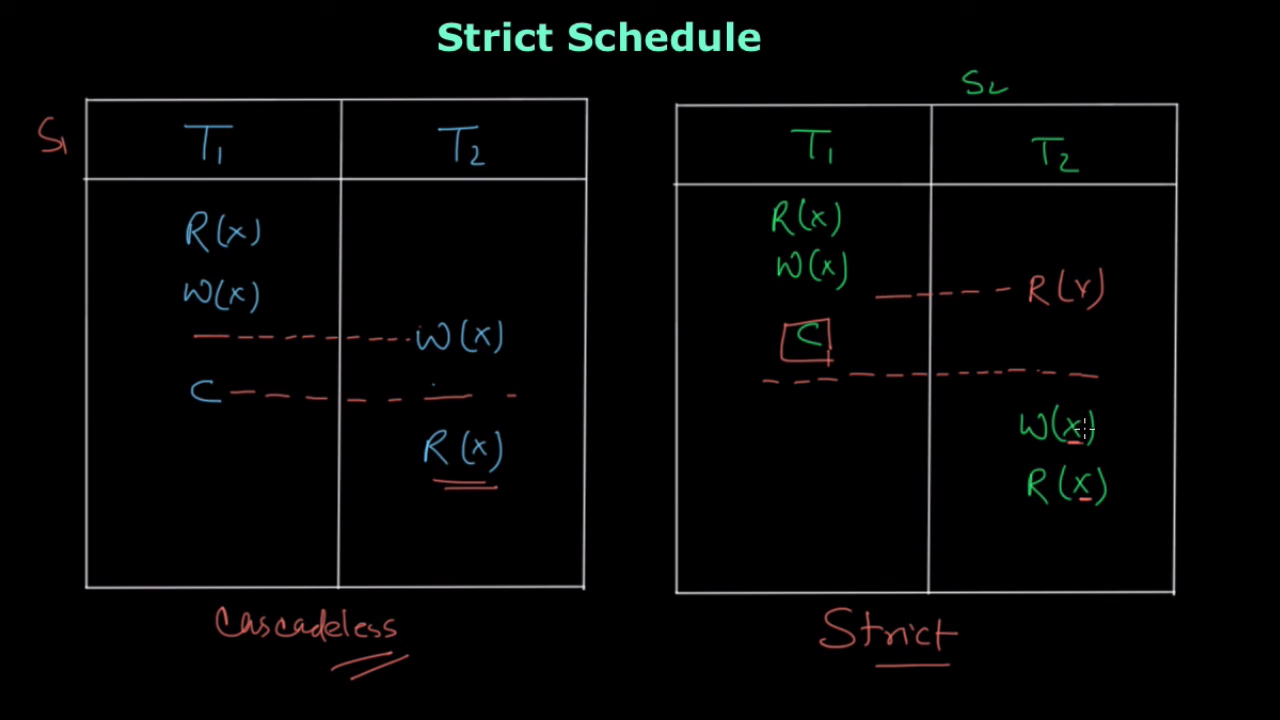 Strict Schedule
S1
T1 T2
R(x)
W(x)
W(x)
C
R(x)
Cascadeless
S2
T1 T2
R(x)
W(x)
R(x)
C
W(x)
R(x)
Strict